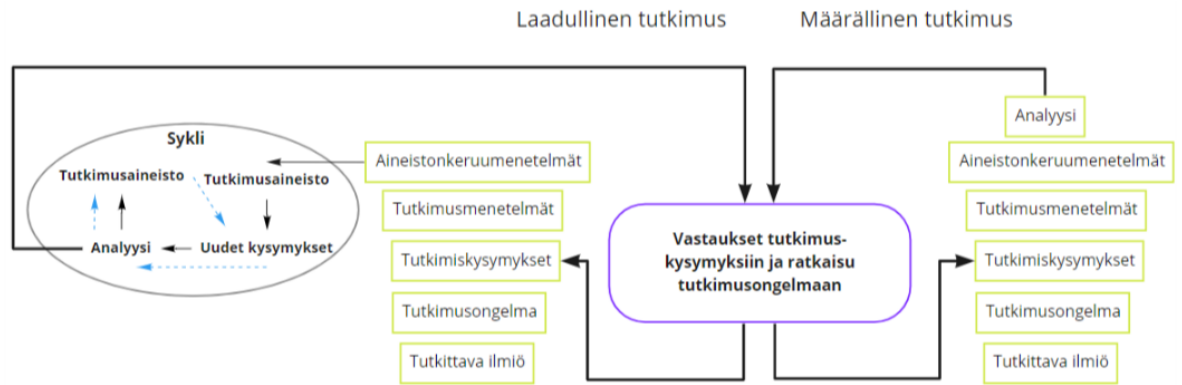 Laadullinen tutkimus
Määrällinen tutkimus
Sykli
Tutkimusaineisto
Tutkimusaineisto
Analyysi
Uudet kysymykset
Aineistonkeruumenetelmät
Tutkimusmenetelmät
Tutkimiskysymykset
Tutkimusongelma
Tutkittava ilmiö
Vastaukset tutkimus-
kysymyksiin ja ratkaisu
tutkimusongelmaan
Analyysi
Aineistonkeruumenetelmät
Tutkimusmenetelmät
Tutkimiskysymykset
Tutkimusongelma
Tutkittava ilmiö